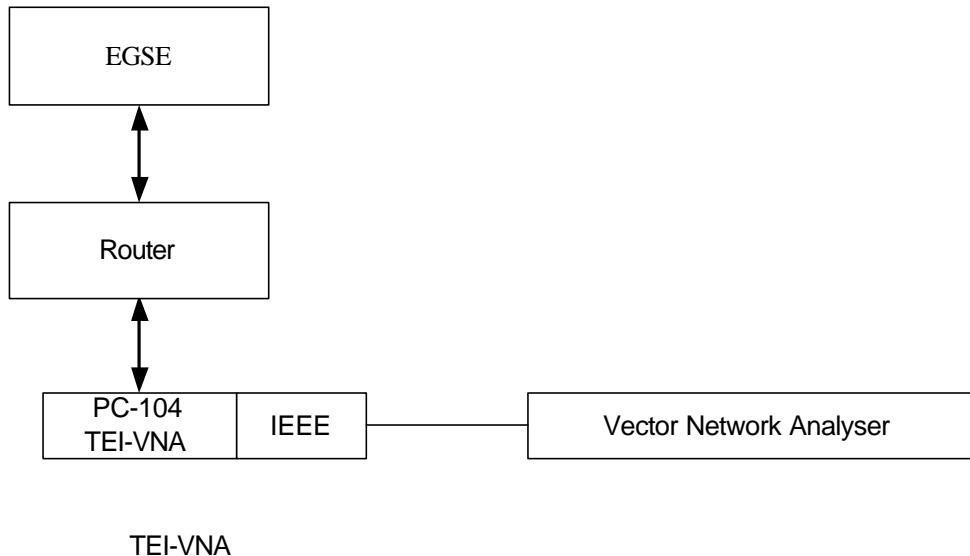 EGSE
Router
PC-104
TEI-VNA
IEEE
Vector Network Analyser
TEI-VNA